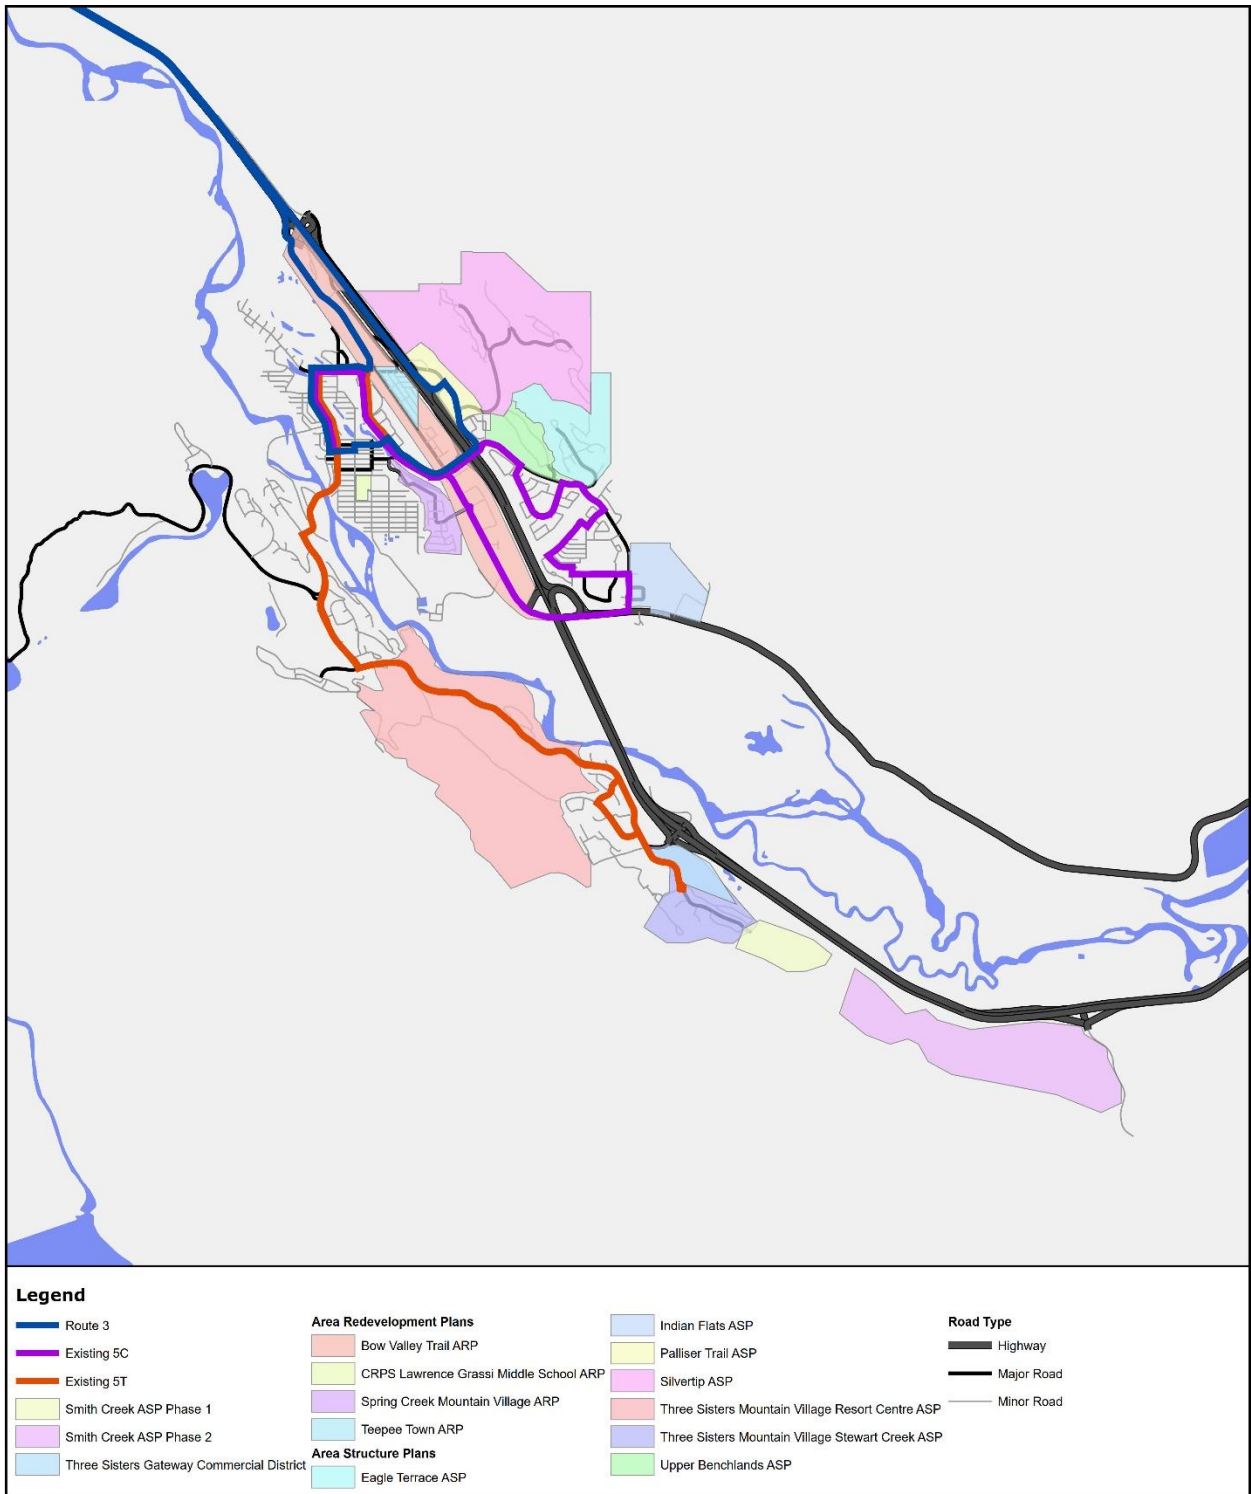 Legend
Route 3
Existing 5C
Existing 5T
Smith Creek ASP Phase 1
Smith Creek ASP Phase 2
Three Sisters Gateway Commercial District
Area Redevelopment Plans
Bow Valley Trail ARP
CRPS Lawrence Grassi Middle School ARP
Spring Creek Mountain Village ARP
Teepee Town ARP
Area Structure Plans
Eagle Terrace ASP
Indian Flats ASP
Palliser Trail ASP
Silvertip ASP
Three Sisters Mountain Village Resort Centre ASP
Three Sisters Mountain Village Stewart Creek ASP
Upper Benchlands ASP
Road Type
Highway
Major Road
Minor Road